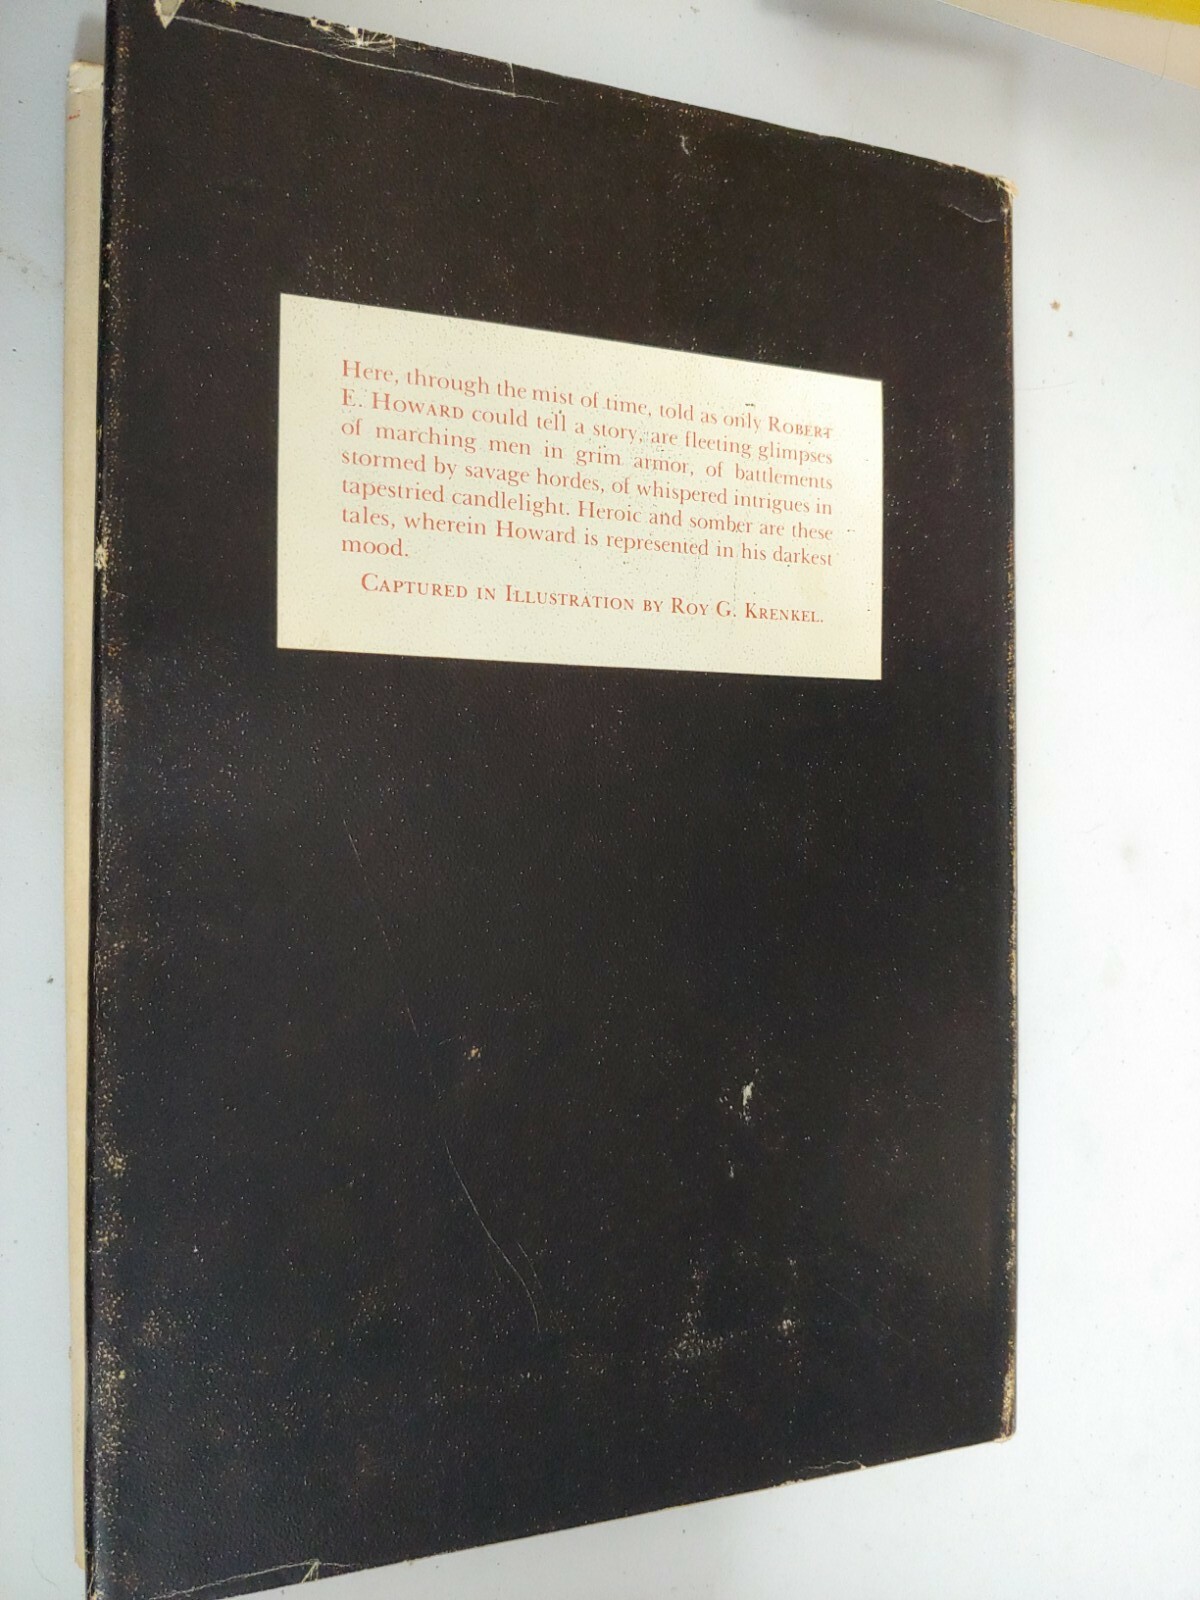 Here, through the mist of time, told as only ROBERT
E. HOWARD could tell a story, are fleeting glimpses
of marching men in grim armor, of battlements
stormed by savage hordes, of whispered intrigues in
tapestried candlelight. Heroic and somber are these
tales, wherein Howard is represented in his darkest
mood.
CAPTURED IN ILLUSTRATION BY ROY G. KRENKEL.